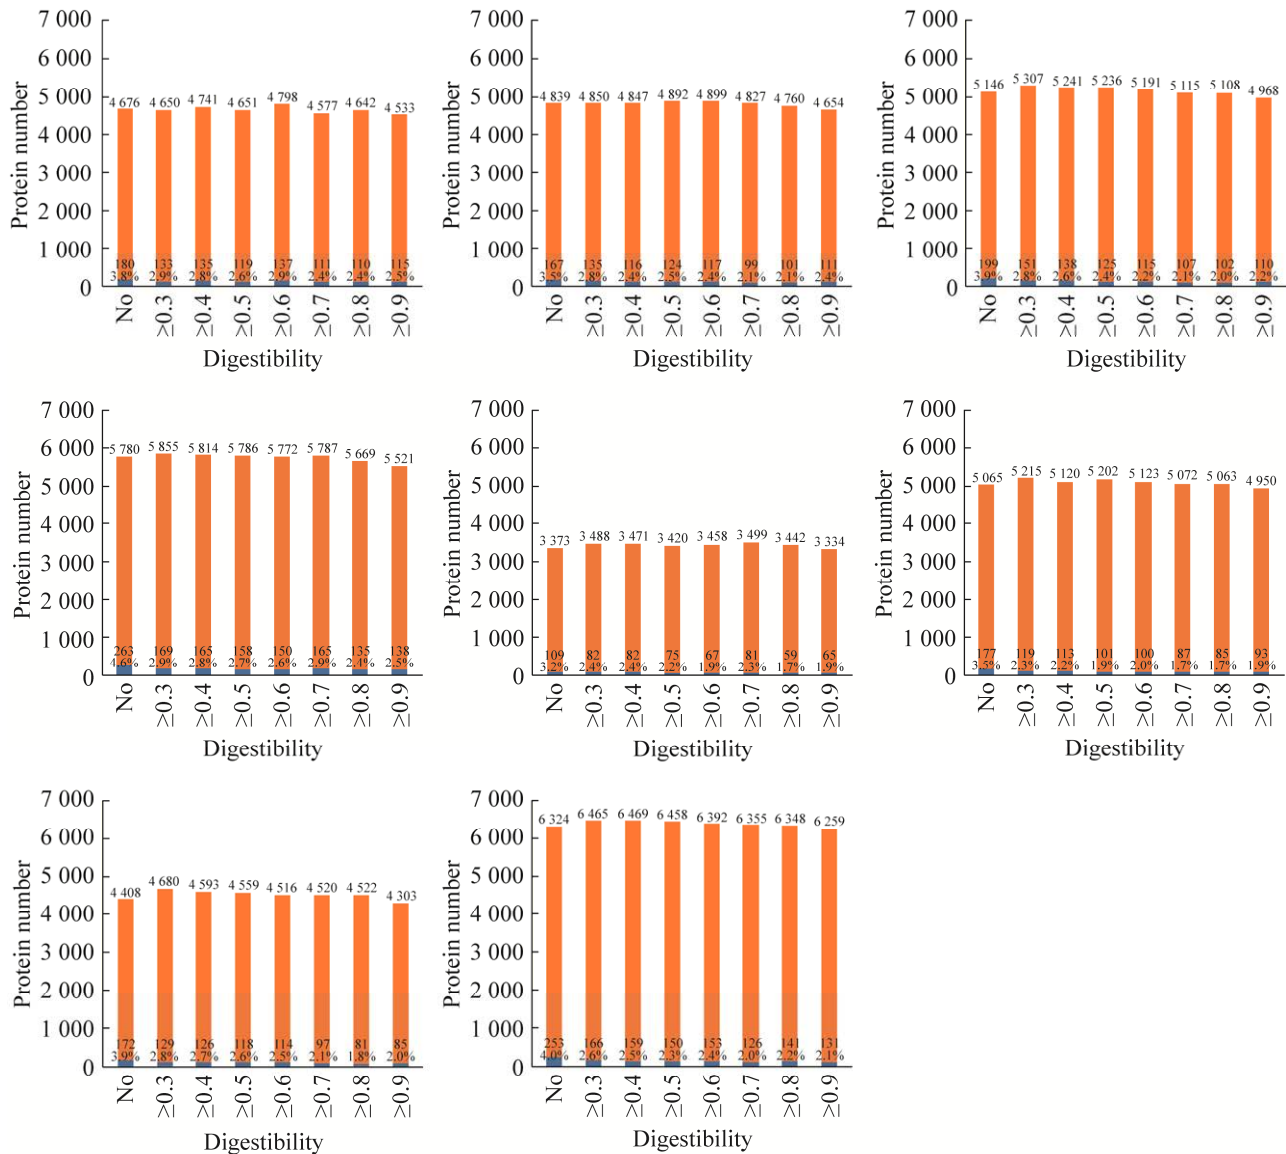 7 000
6 000
5 000
4 000
3 000
2 000
1 000
0
Protein number
4 676 4 650 4 741 4 651 4 798 4 577 4 642 4 533
180 133 135 119 137 111 110 115
3.8% 2.9% 2.8% 2.6% 2.9% 2.4% 2.4% 2.5%
No ≥0.3 ≥0.4 ≥0.5 ≥0.6 ≥0.7 ≥0.8 ≥0.9
Digestibility
7 000
6 000
5 000
4 000
3 000
2 000
1 000
0
Protein number
4 839 4 850 4 847 4 892 4 899 4 827 4 760 4 654
167 135 116 124 117 99 101 111
3.5% 2.8% 2.4% 2.5% 2.4% 2.1% 2.1% 2.4%
No ≥0.3 ≥0.4 ≥0.5 ≥0.6 ≥0.7 ≥0.8 ≥0.9
Digestibility
7 000
6 000
5 000
4 000
3 000
2 000
1 000
0
Protein number
5 146 5 307 5 241 5 236 5 191 5 115 5 108 4 968
199 151 138 125 115 107 102 110
3.9% 2.8% 2.6% 2.4% 2.2% 2.1% 2.0% 2.2%
No ≥0.3 ≥0.4 ≥0.5 ≥0.6 ≥0.7 ≥0.8 ≥0.9
Digestibility
7 000
6 000
5 000
4 000
3 000
2 000
1 000
0
Protein number
5 780 5 855 5 814 5 786 5 772 5 787 5 669 5 521
263 169 165 158 150 165 135 138
4.6% 2.9% 2.8% 2.7% 2.6% 2.9% 2.4% 2.5%
No ≥0.3 ≥0.4 ≥0.5 ≥0.6 ≥0.7 ≥0.8 ≥0.9
Digestibility
7 000
6 000
5 000
4 000
3 000
2 000
1 000
0
Protein number
3 373 3 488 3 471 3 420 3 458 3 499 3 442 3 334
109 82 82 75 67 81 59 65
3.2% 2.4% 2.4% 2.2% 1.9% 2.3% 1.7% 1.9%
No ≥0.3 ≥0.4 ≥0.5 ≥0.6 ≥0.7 ≥0.8 ≥0.9
Digestibility
7 000
6 000
5 000
4 000
3 000
2 000
1 000
0
Protein number
5 065 5 215 5 120 5 202 5 123 5 072 5 063 4 950
177 119 113 101 100 87 85 93
3.5% 2.3% 2.2% 1.9% 2.0% 1.7% 1.7% 1.9%
No ≥0.3 ≥0.4 ≥0.5 ≥0.6 ≥0.7 ≥0.8 ≥0.9
Digestibility
7 000
6 000
5 000
4 000
3 000
2 000
1 000
0
Protein number
4 408 4 680 4 593 4 559 4 516 4 520 4 522 4 303
172 129 126 118 114 97 81 85
3.9% 2.8% 2.7% 2.6% 2.5% 2.1% 1.8% 2.0%
No ≥0.3 ≥0.4 ≥0.5 ≥0.6 ≥0.7 ≥0.8 ≥0.9
Digestibility
7 000
6 000
5 000
4 000
3 000
2 000
1 000
0
Protein number
6 324 6 465 6 469 6 458 6 392 6 355 6 348 6 259
253 166 159 150 153 126 141 131
4.0% 2.6% 2.5% 2.3% 2.4% 2.0% 2.2% 2.1%
No ≥0.3 ≥0.4 ≥0.5 ≥0.6 ≥0.7 ≥0.8 ≥0.9
Digestibility